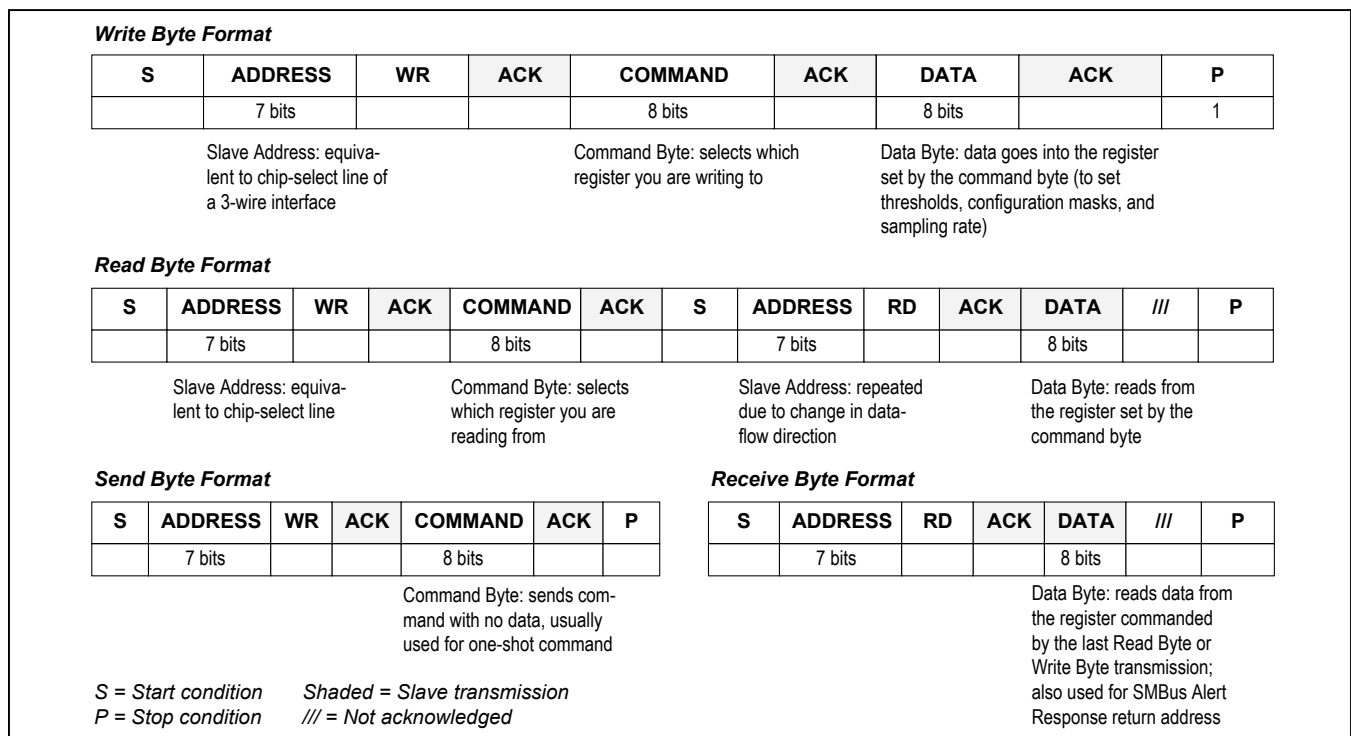 Write Byte Format
S ADDRESS WR ACK COMMAND ACK DATA ACK P
7 bits 8 bits 8 bits 1
Slave Address: equiva-
lent to chip-select line of
a 3-wire interface
Command Byte: selects which
register you are writing to
Data Byte: data goes into the register
set by the command byte (to set
thresholds, configuration masks, and
sampling rate)
Read Byte Format
S ADDRESS WR ACK COMMAND ACK S ADDRESS RD ACK DATA /// P
7 bits 8 bits 7 bits 8 bits
Slave Address: equiva-
lent to chip-select line
Command Byte: selects
which register you are
reading from
Slave Address: repeated
due to change in data-
flow direction
Data Byte: reads from
the register set by the
command byte
Send Byte Format
S ADDRESS WR ACK COMMAND ACK P
7 bits 8 bits
Command Byte: sends com-
mand with no data, usually
used for one-shot command
Receive Byte Format
S ADDRESS RD ACK DATA /// P
7 bits 8 bits
Data Byte: reads data from
the register commanded
by the last Read Byte or
Write Byte transmission;
also used for SMBus Alert
Response return address
S = Start condition Shaded = Slave transmission
P = Stop condition /// = Not acknowledged